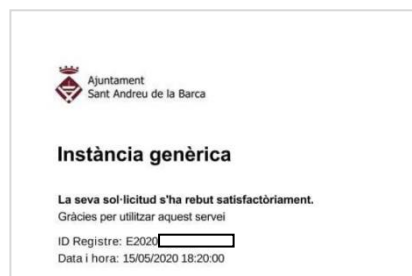 Ajuntament
Sant Andreu de la Barca
Instància genèrica
La seva sol·licitud s'ha rebut satisfactòriament.
Gràcies per utilitzar aquest servei
ID Registre: E2020
Data i hora: 15/05/2020 18:20:00